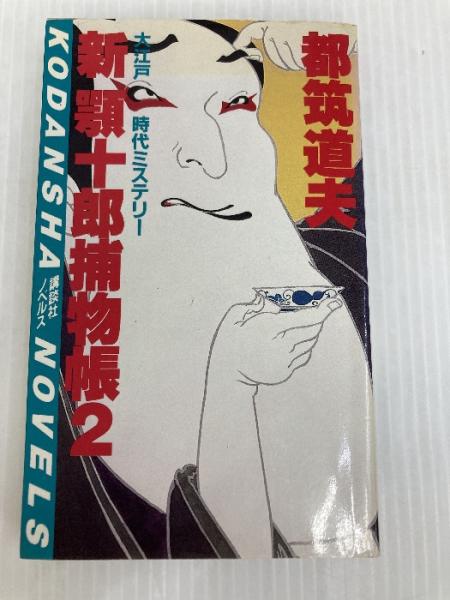 都筑道夫
大江戸 時代ミステリー
新顎十郎捕物帳2
KODANSHA NOVELS
講談社
ノベルス